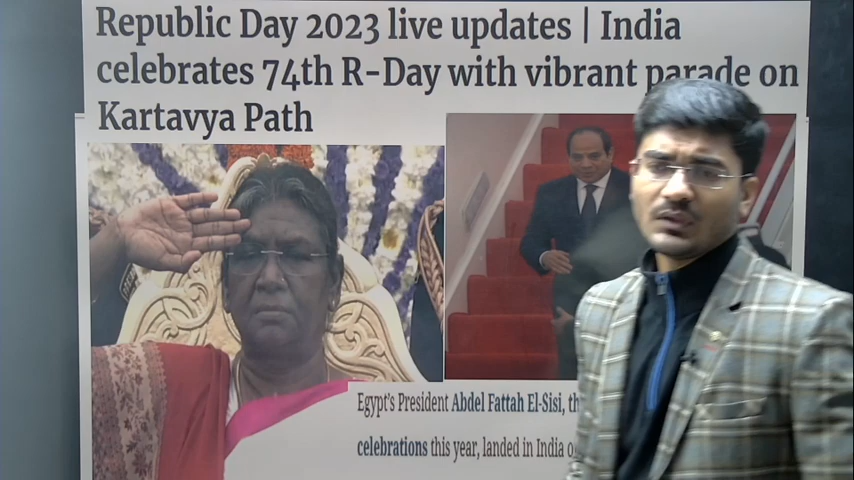 Republic Day 2023 live updates | India
celebrates 74th R-Day with vibrant parade on
Kartavya Path
Egypt's President Abdel Fattah El-Sisi, th
celebrations this year, landed in India o